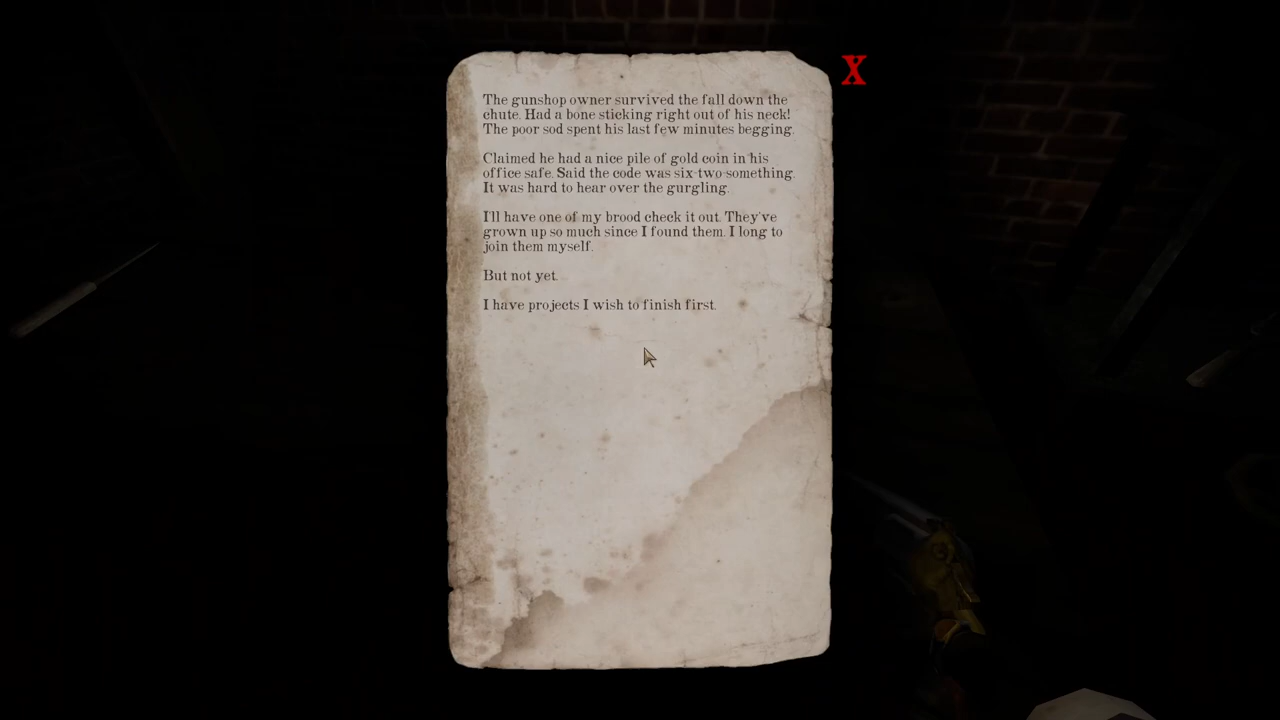 The gunshop owner survived the fall down the
chute. Had a bone sticking right out of his neck!
The poor sod spent his last few minutes begging.
Claimed he had a nice pile of gold coin in his
office safe. Said the code was six-two-something.
It was hard to hear over the gurgling.
I'll have one of my brood check it out. They've
grown up so much since I found them. I long to
join them myself.
But not yet.
I have projects I wish to finish first.
X